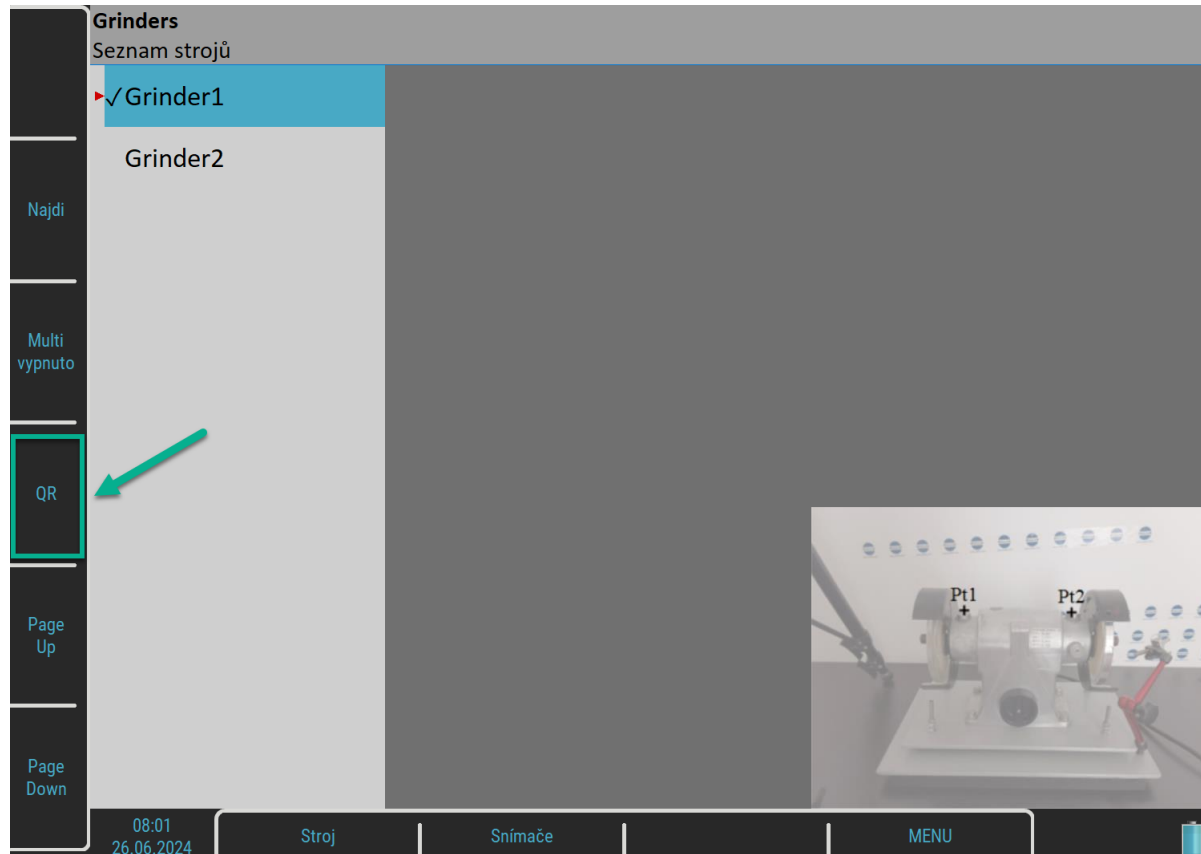 Grinders
Seznam strojů
✓Grinder1
Grinder2
Najdi
Multi
vypnuto
QR
Page
Up
Page
Down
Pt1
Pt2
08:01
26.06.2024
Stroj
Snímače
MENU